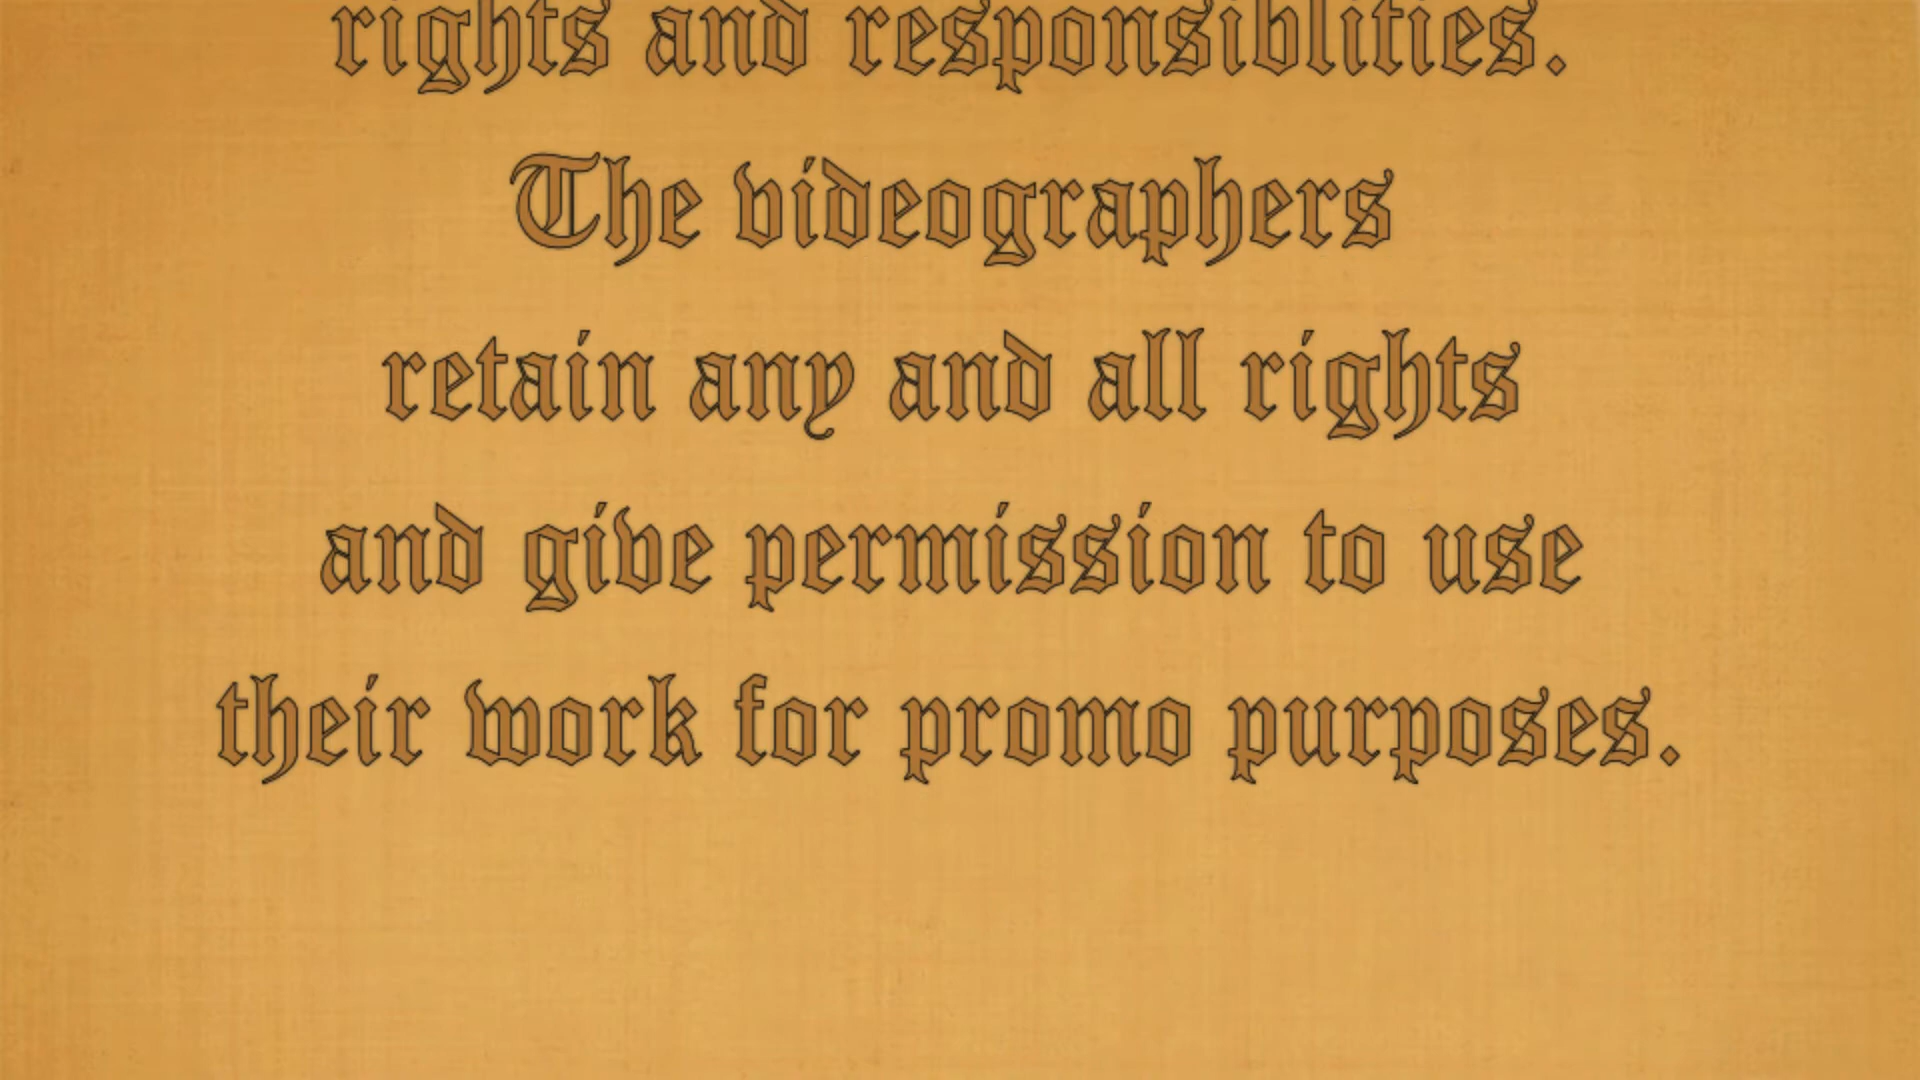 rights and responsiblities.
The videographers
retain any and all rights
and give permission to use
their work for promo purposes.